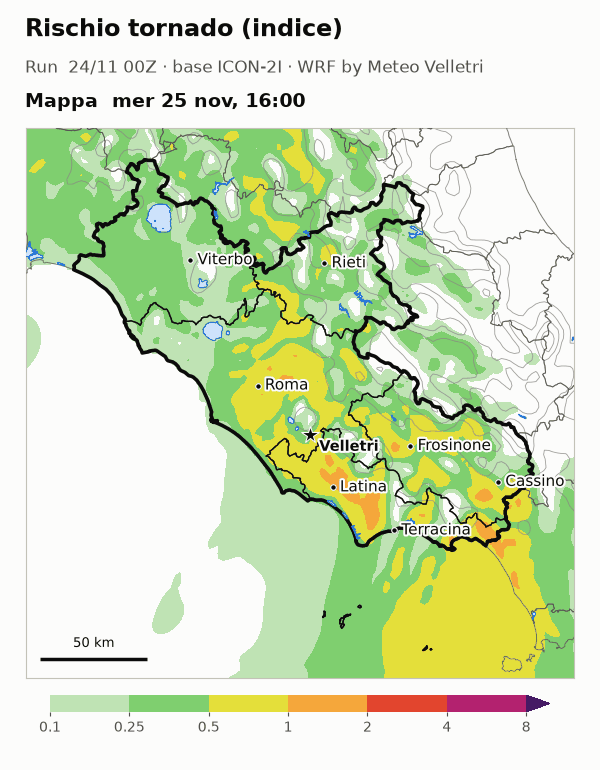 Rischio tornado (indice)
Run  24/11 00Z · base ICON-2I · WRF by Meteo Velletri
Mappa  mer 25 nov, 16:00
Viterbo
Rieti
Roma
Velletri
Frosinone
Latina
Cassino
Terracina
50 km
0.1 0.25 0.5 1 2 4 8